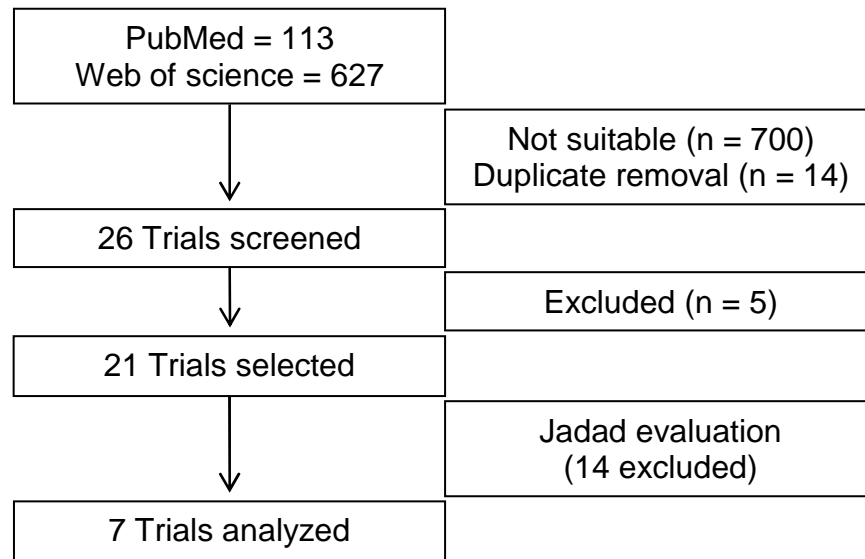 PubMed = 113
Web of science = 627
Not suitable (n = 700)
Duplicate removal (n = 14)
26 Trials screened
Excluded (n = 5)
21 Trials selected
Jadad evaluation
(14 excluded)
7 Trials analyzed